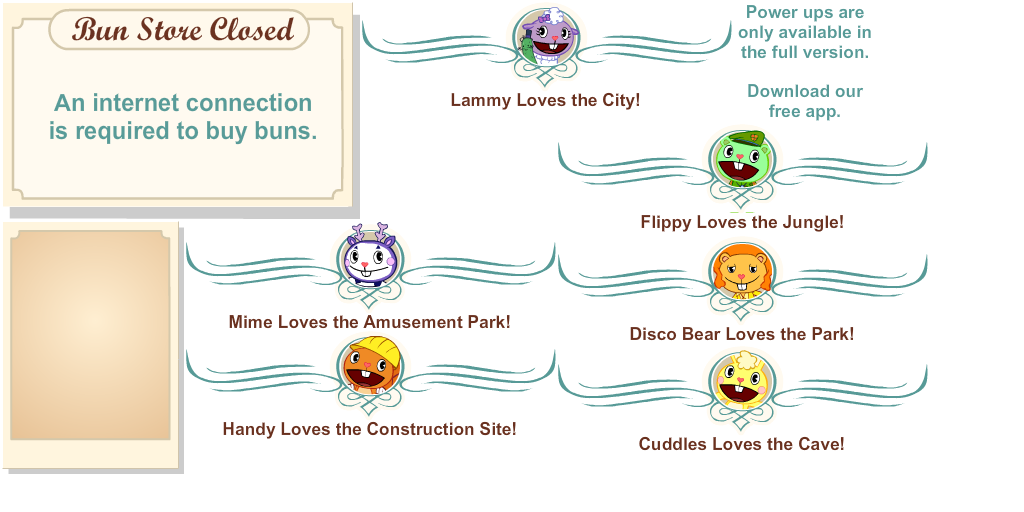 Bun Store Closed
An internet connection
is required to buy buns.
Lammy Loves the City!
Power ups are
only available in
the full version.
Download our
free app.
Flippy Loves the Jungle!
Mime Loves the Amusement Park!
Disco Bear Loves the Park!
Handy Loves the Construction Site!
Cuddles Loves the Cave!